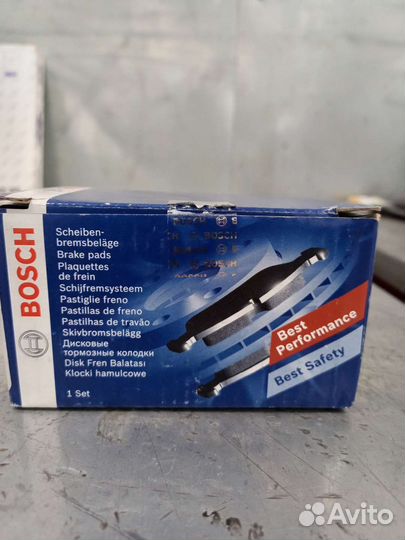 BOSCH
Scheiben-
bremsbeläge
Brake pads
Plaquettes
de frein
Schijfremsysteem
Pastiglie freno
Pastillas de freno
Pastilhas de travão
Skivbromsbelägg
Дисковые
тормозные колодки
Disk Fren Balatası
Klocki hamulcowe
1 Set
BOSCH
Best
Performance
Best Safety
Avito